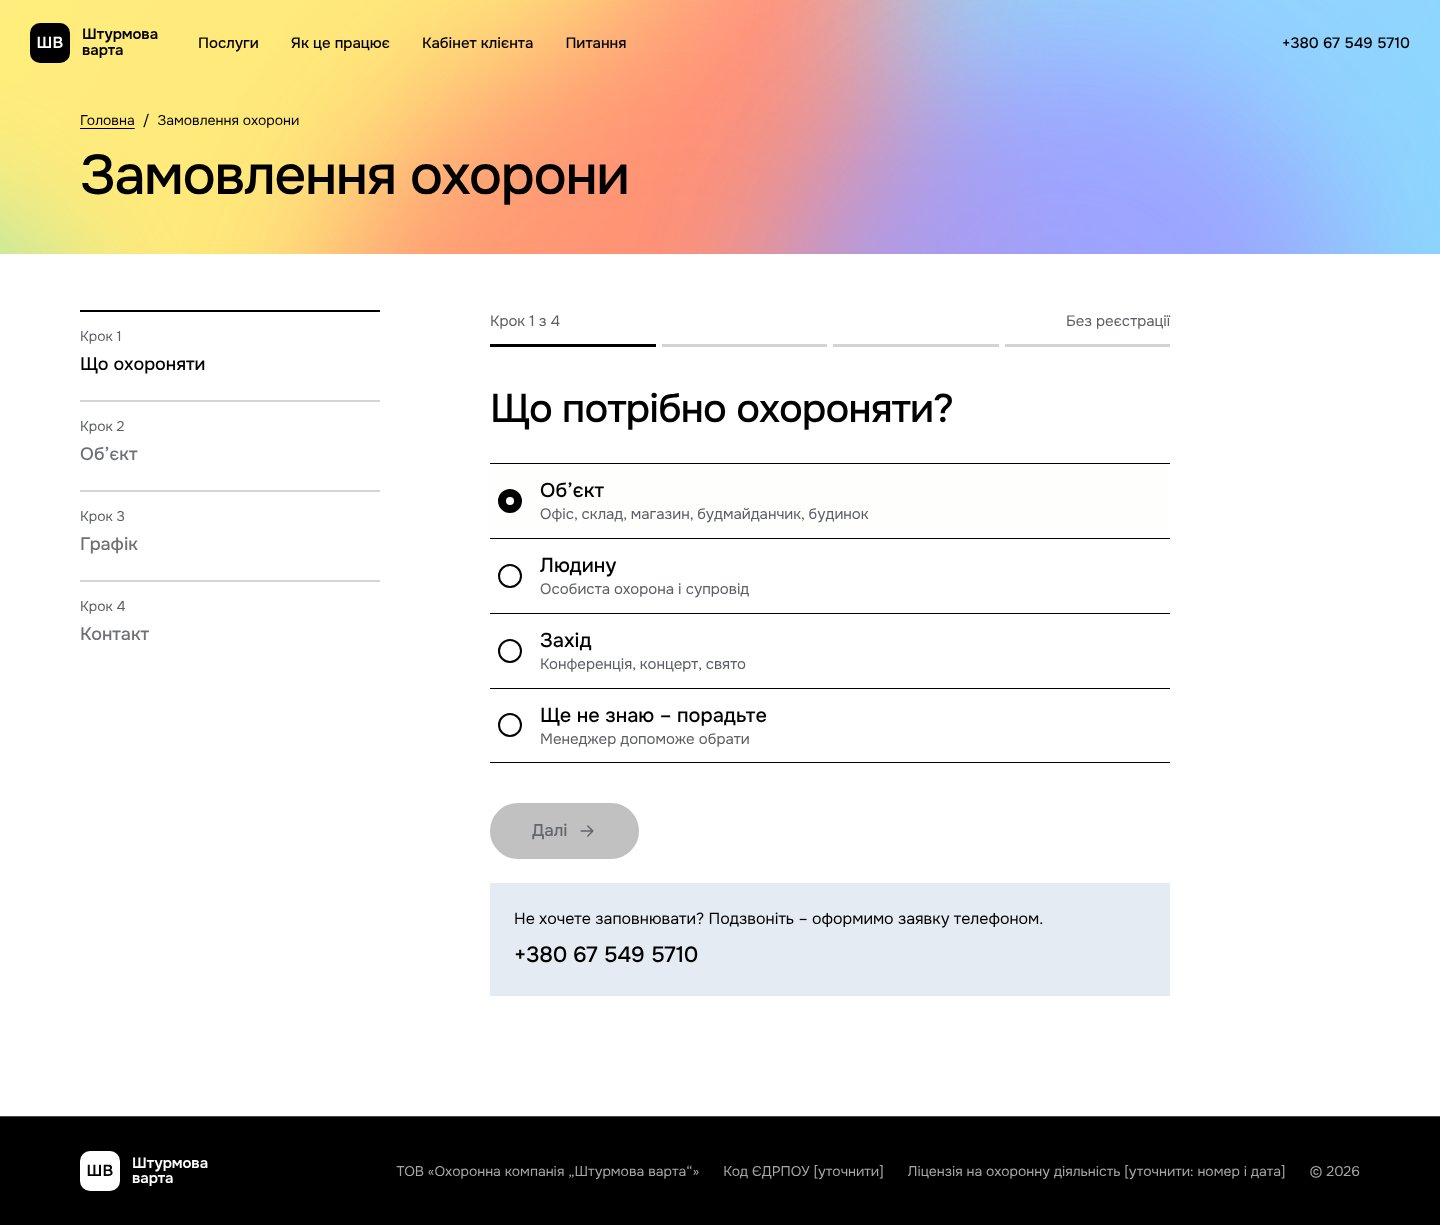 ШВ
Штурмова
варта
Послуги
Як це працює
Кабінет клієнта
Питання
+380 67 549 5710
Головна / Замовлення охорони
Замовлення охорони
Крок 1
Що охороняти
Крок 2
Об’єкт
Крок 3
Графік
Крок 4
Контакт
Крок 1 з 4
Без реєстрації
Що потрібно охороняти?
Об’єкт
Офіс, склад, магазин, будмайданчик, будинок
Людину
Особиста охорона і супровід
Захід
Конференція, концерт, свято
Ще не знаю – порадьте
Менеджер допоможе обрати
Далі →
Не хочете заповнювати? Подзвоніть – оформимо заявку телефоном.
+380 67 549 5710
ШВ
Штурмова
варта
ТОВ «Охоронна компанія „Штурмова варта“»
Код ЄДРПОУ [уточнити]
Ліцензія на охоронну діяльність [уточнити: номер і дата]
© 2026